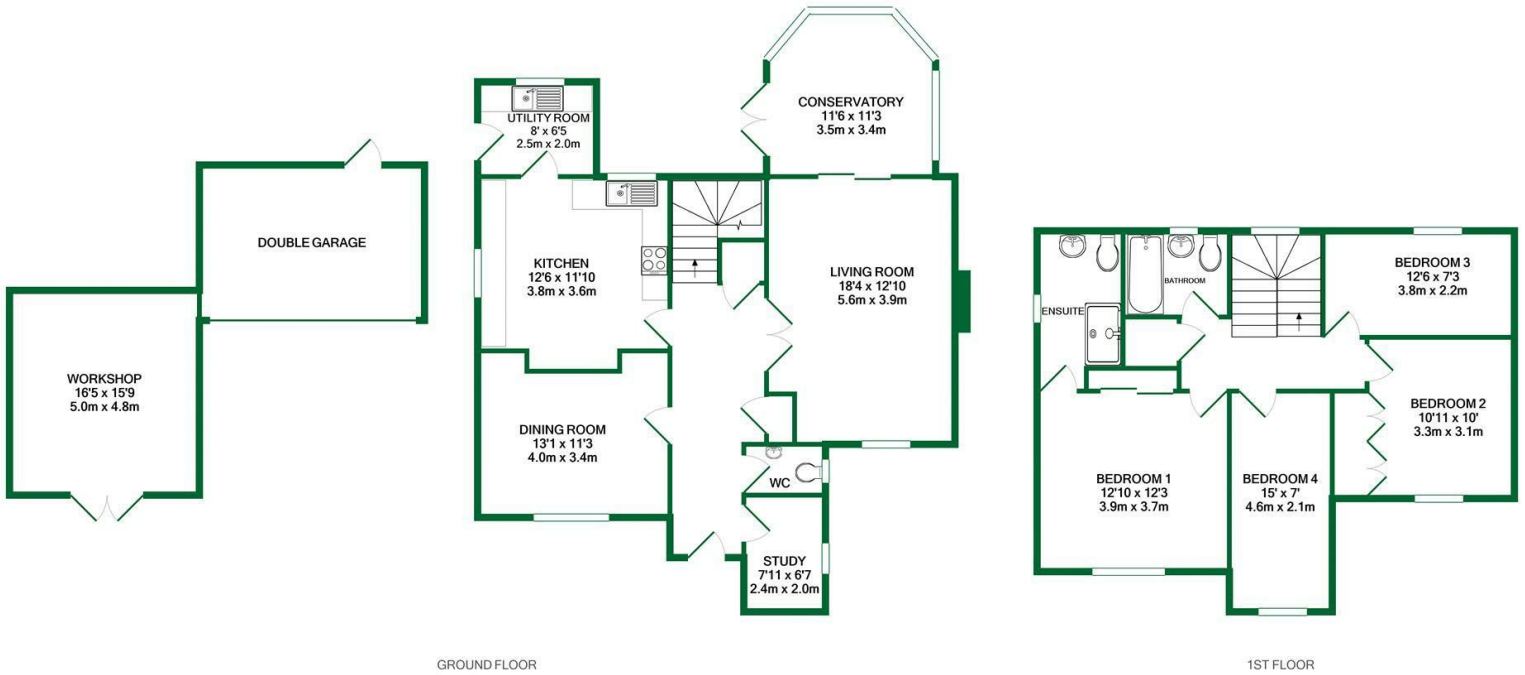 CONSERVATORY
11'6 x 11'3
3.5m x 3.4m
UTILITY ROOM
8' x 6'5
2.5m x 2.0m
DOUBLE GARAGE
KITCHEN
12'6 x 11'10
3.8m x 3.6m
LIVING ROOM
18'4 x 12'10
5.6m x 3.9m
WORKSHOP
16'5 x 15'9
5.0m x 4.8m
DINING ROOM
13'1 x 11'3
4.0m x 3.4m
WC
STUDY
7'11 x 6'7
2.4m x 2.0m
GROUND FLOOR
BEDROOM 3
12'6 x 7'3
3.8m x 2.2m
BATHROOM
ENSUITE
BEDROOM 2
10'11 x 10'
3.3m x 3.1m
BEDROOM 1
12'10 x 12'3
3.9m x 3.7m
BEDROOM 4
15' x 7'
4.6m x 2.1m
1ST FLOOR